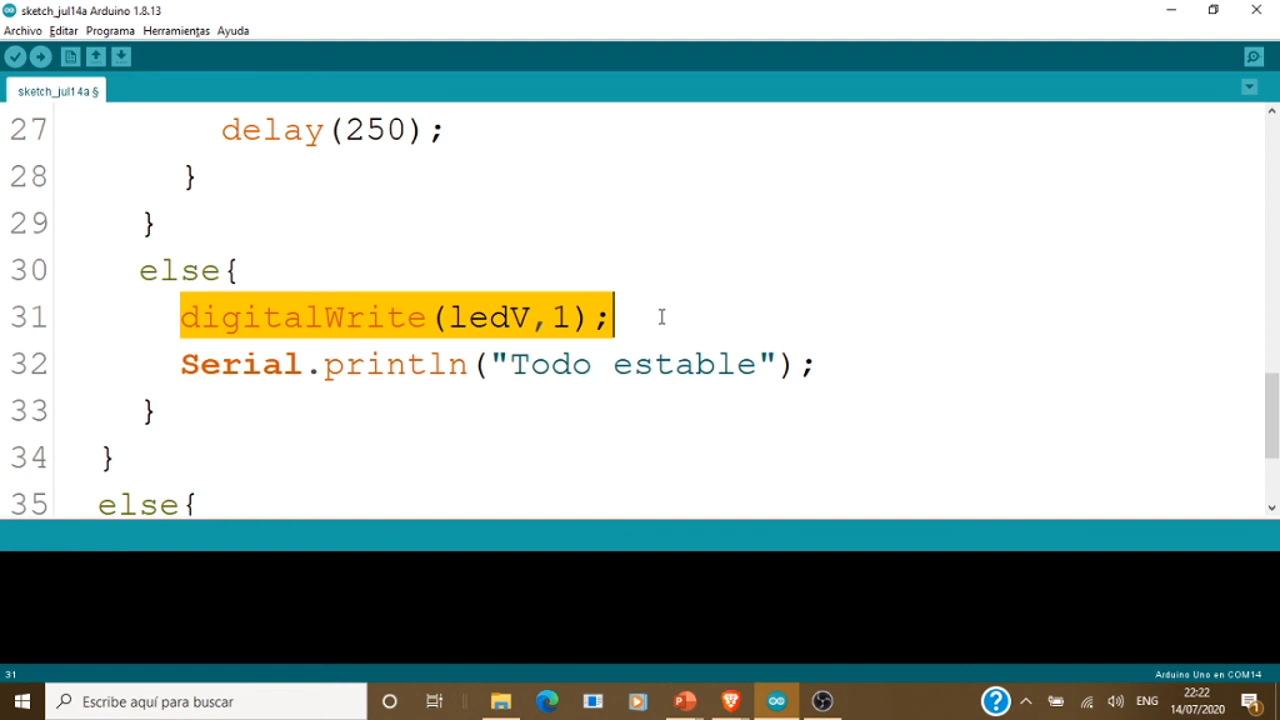 sketch_jul14a Arduino 1.8.13
Archivo Editar Programa Herramientas Ayuda
sketch_jul14a §
27 delay(250);
28 }
29 }
30 else{
31 digitalWrite(ledV,1);
32 Serial.println("Todo estable");
33 }
34 }
35 else{
31
Arduino Uno en COM14
Escribe aquí para buscar
ENG
22:22
14/07/2020
1